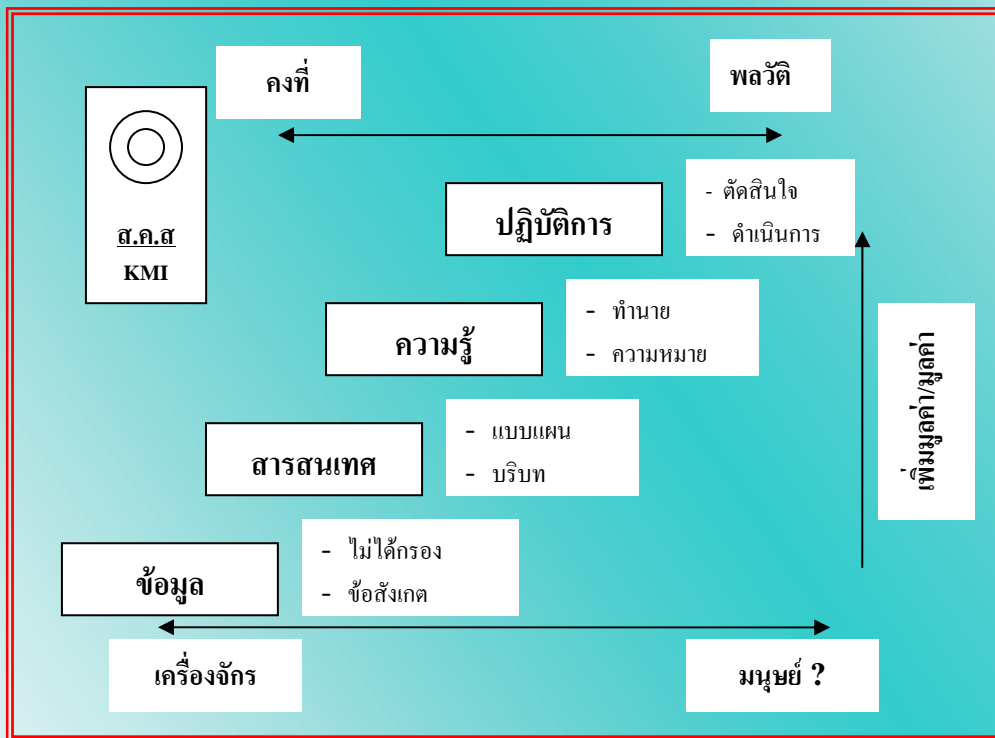 คงที่
พลวัติ
ส.ค.ส
KMI
ปฏิบัติการ
- ตัดสินใจ
- ดำเนินการ
ความรู้
- ทำนาย
- ความหมาย
เพิ่มมูลค่า/มูลค่า
สารสนเทศ
- แบบแผน
- บริบท
ข้อมูล
- ไม่ได้กรอง
- ข้อสังเกต
เครื่องจักร
มนุษย์ ?